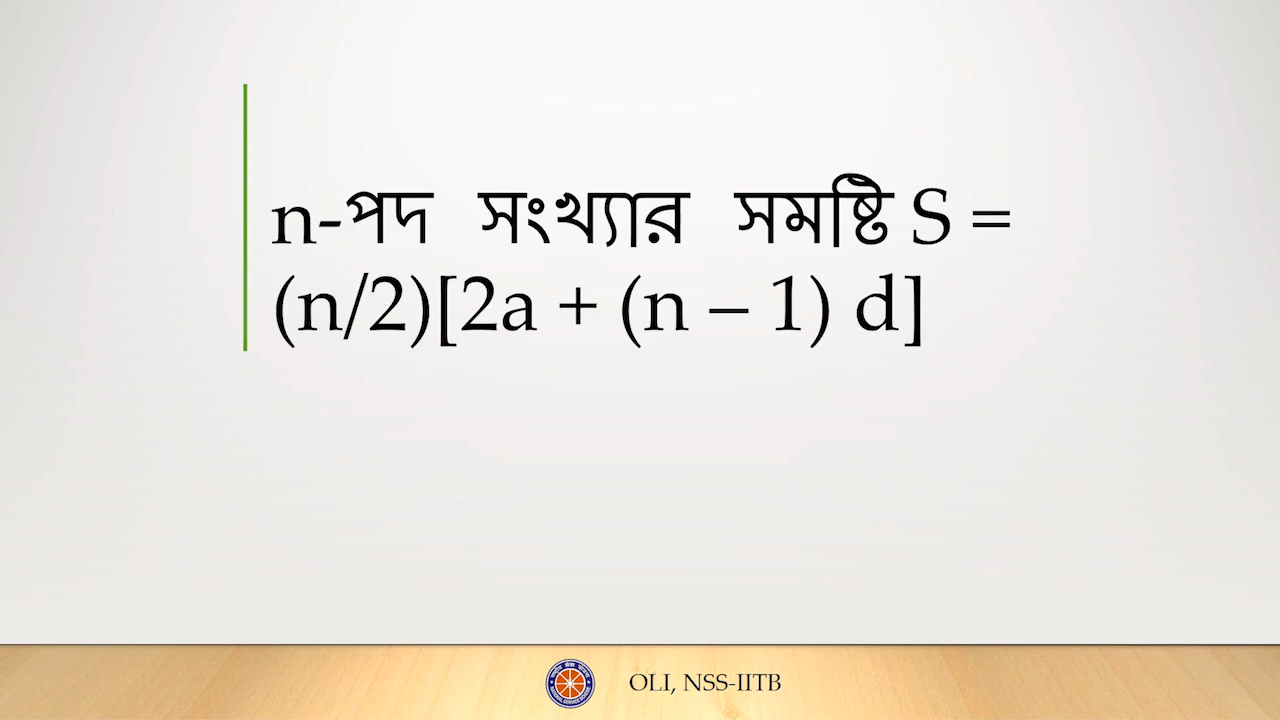 n-পদ সংখ্যার সমষ্টি S =
(n/2)[2a + (n – 1) d]
OLI, NSS-IITB